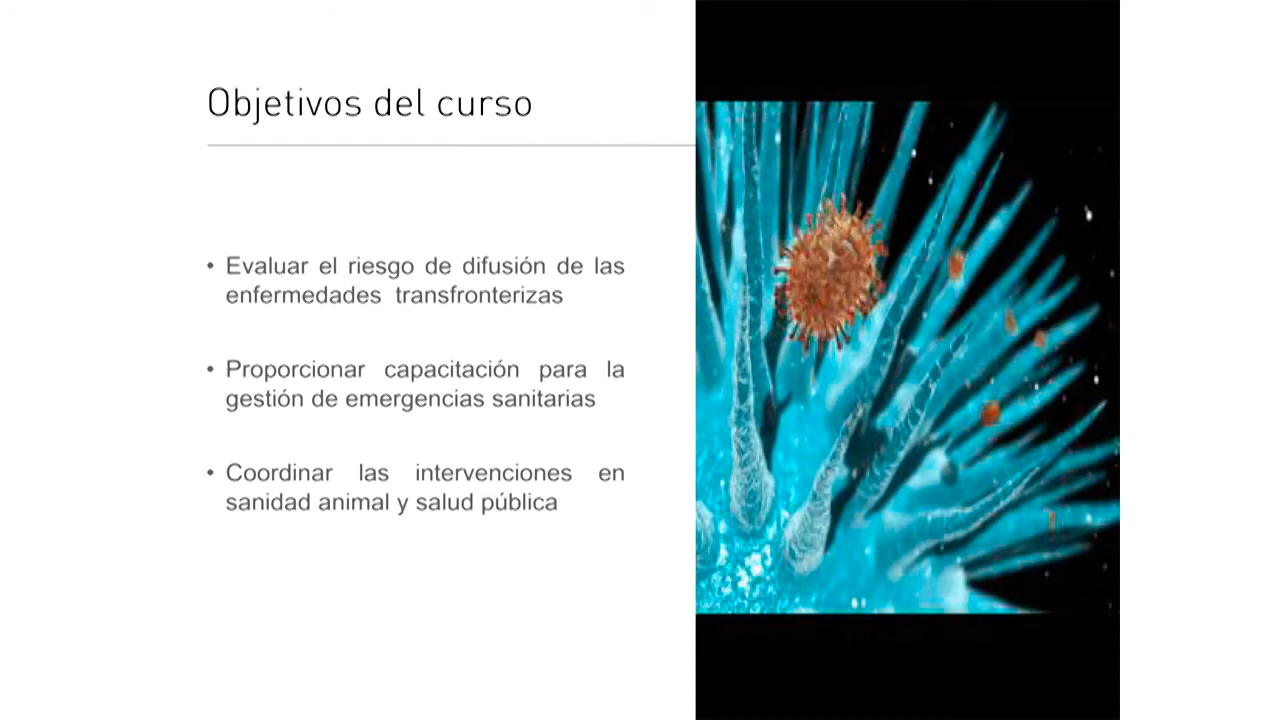 Objetivos del curso
• Evaluar el riesgo de difusión de las
enfermedades transfronterizas
• Proporcionar capacitación para la
gestión de emergencias sanitarias
• Coordinar las intervenciones en
sanidad animal y salud pública